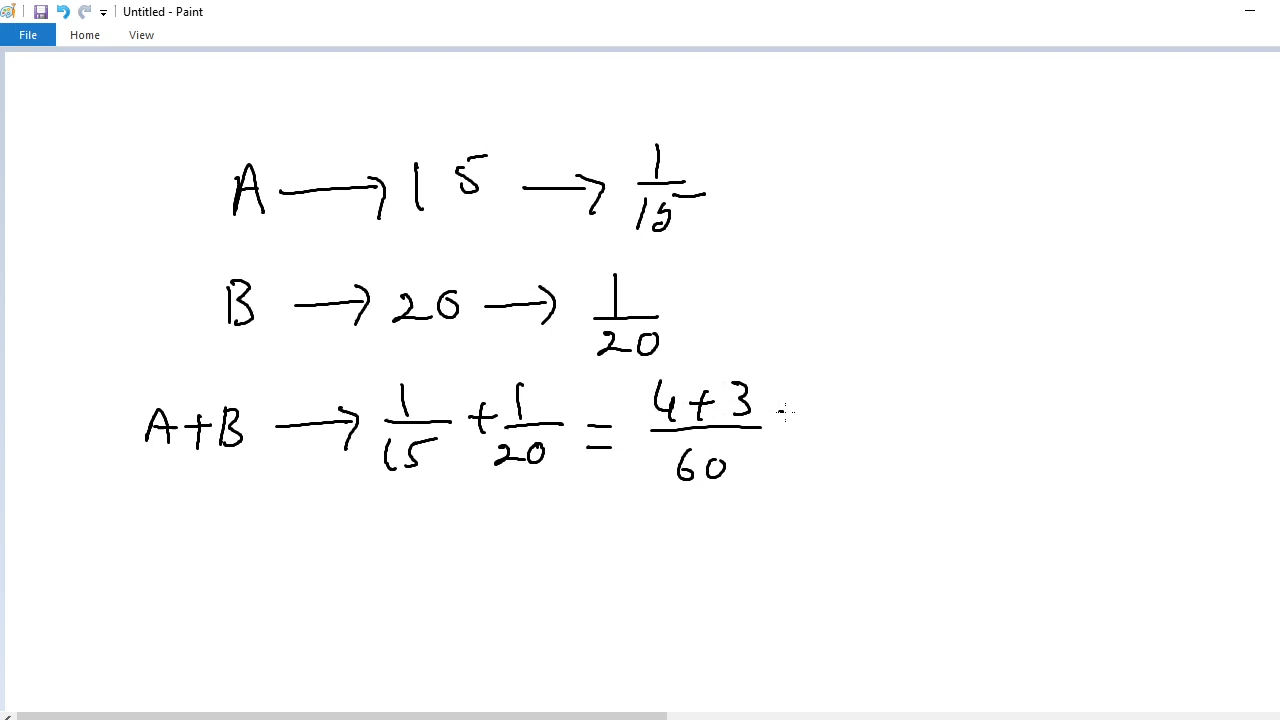 Untitled - Paint
File Home View
A → 15 → 1/15
B → 20 → 1/20
A+B → 1/15 + 1/20 = 4+3/60